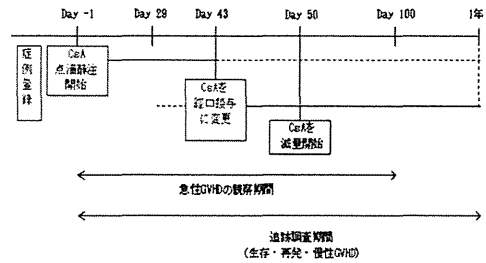 Day -1 Day 29 Day 43 Day 50 Day 100 1年
症例登録
CsA
点滴静注
開始
CsAを
経口投与
に変更
CsAを
減量開始
急性GVHDの観察期間
追跡調査期間
(生存・再発・慢性GVHD)